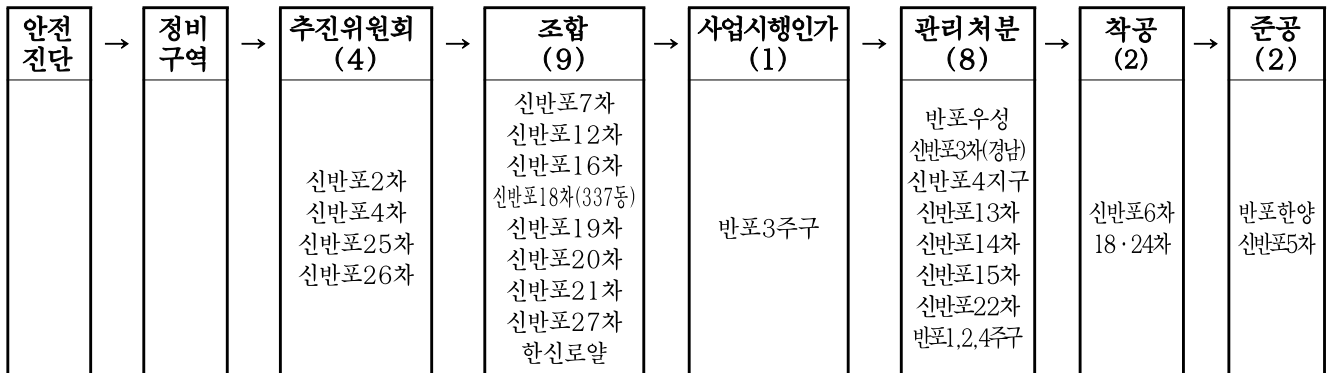 안전
진단
→
정비
구역
→
추진위원회
(4)
신반포2차
신반포4차
신반포25차
신반포26차
→
조합
(9)
신반포7차
신반포12차
신반포16차
신반포18차(337동)
신반포19차
신반포20차
신반포21차
신반포27차
한신로얄
→
사업시행인가
(1)
반포3주구
→
관리처분
(8)
반포우성
신반포3차(경남)
신반포4지구
신반포13차
신반포14차
신반포15차
신반포22차
반포1,2,4주구
→
착공
(2)
신반포6차
18·24차
→
준공
(2)
반포한양
신반포5차